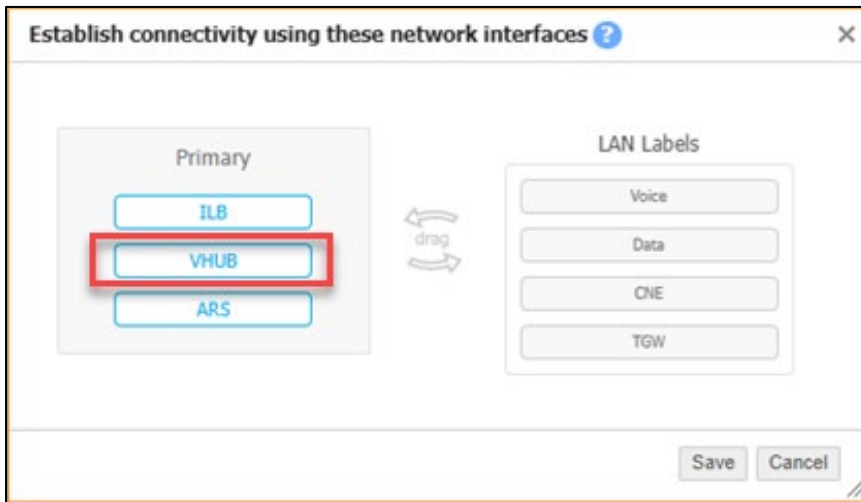 Establish connectivity using these network interfaces ?
Primary
ILB
VHUB
ARS
drag
LAN Labels
Voice
Data
CNE
TGW
Save Cancel